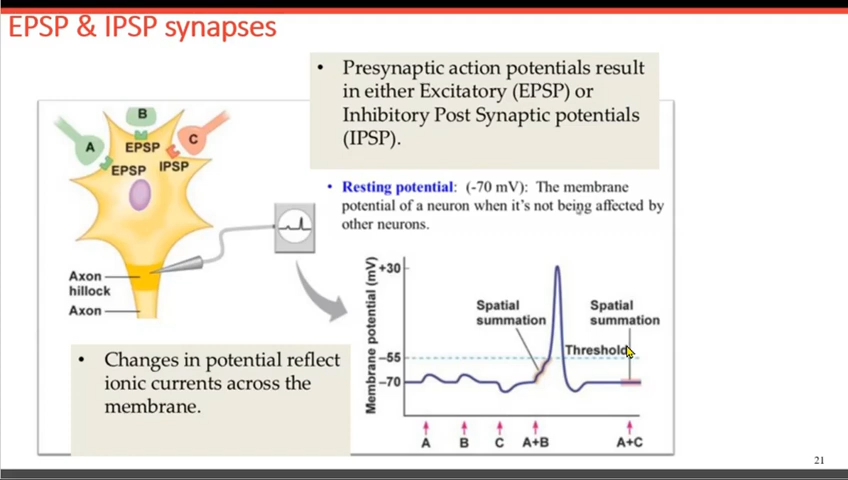 EPSP & IPSP synapses
• Presynaptic action potentials result
in either Excitatory (EPSP) or
Inhibitory Post Synaptic potentials
(IPSP).
B
A
C
EPSP
EPSP
IPSP
• Resting potential: (-70 mV): The membrane
potential of a neuron when it's not being affected by
other neurons.
Axon
hillock
Axon
• Changes in potential reflect
ionic currents across the
membrane.
Membrane potential (mV)
+30
-55
-70
Spatial
summation
Spatial
summation
Threshold
A B C A+B A+C
21